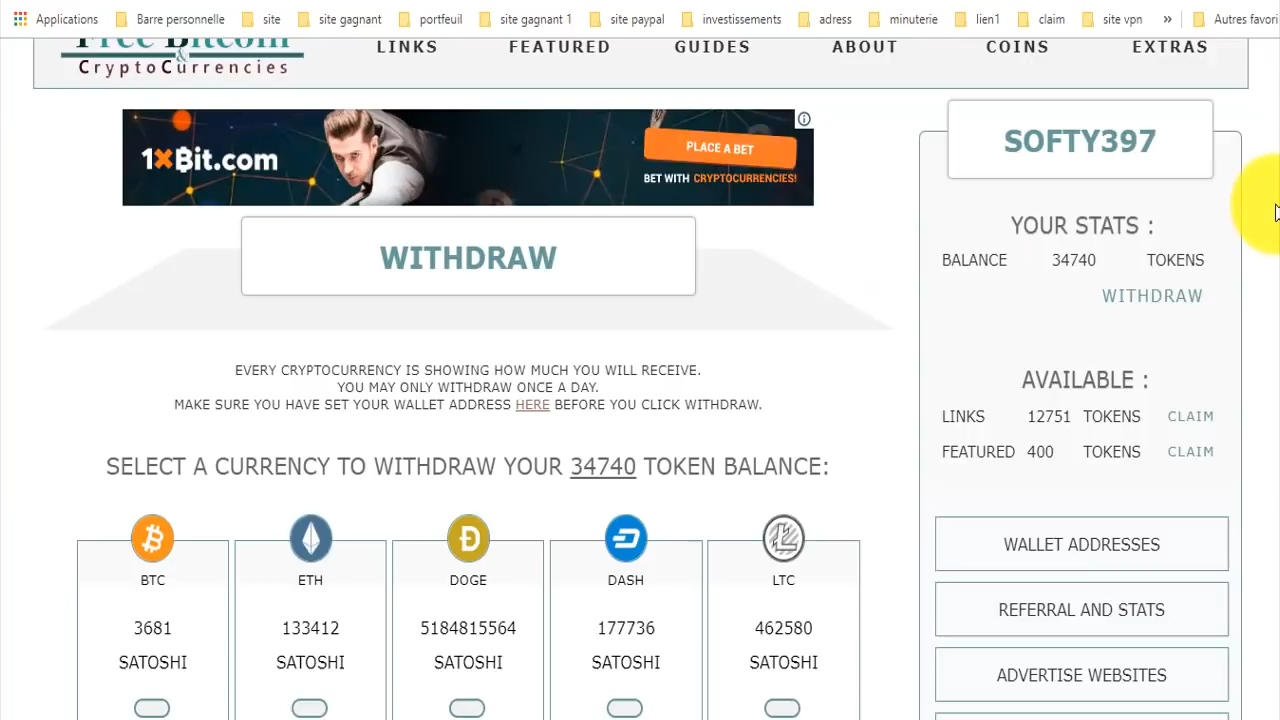 Applications Barre personnelle site site gagnant portfeuil site gagnant 1 site paypal investissements adress minuterie lien1 claim site vpn » Autres favori
Free Bitcoin
&
CryptoCurrencies
LINKS FEATURED GUIDES ABOUT COINS EXTRAS
1XBit.com
PLACE A BET
BET WITH CRYPTOCURRENCIES!
WITHDRAW
EVERY CRYPTOCURRENCY IS SHOWING HOW MUCH YOU WILL RECEIVE.
YOU MAY ONLY WITHDRAW ONCE A DAY.
MAKE SURE YOU HAVE SET YOUR WALLET ADDRESS HERE BEFORE YOU CLICK WITHDRAW.
SELECT A CURRENCY TO WITHDRAW YOUR 34740 TOKEN BALANCE:
BTC ETH DOGE DASH LTC
3681 133412 5184815564 177736 462580
SATOSHI SATOSHI SATOSHI SATOSHI SATOSHI
SOFTY397
YOUR STATS :
BALANCE 34740 TOKENS
WITHDRAW
AVAILABLE :
LINKS 12751 TOKENS CLAIM
FEATURED 400 TOKENS CLAIM
WALLET ADDRESSES
REFERRAL AND STATS
ADVERTISE WEBSITES